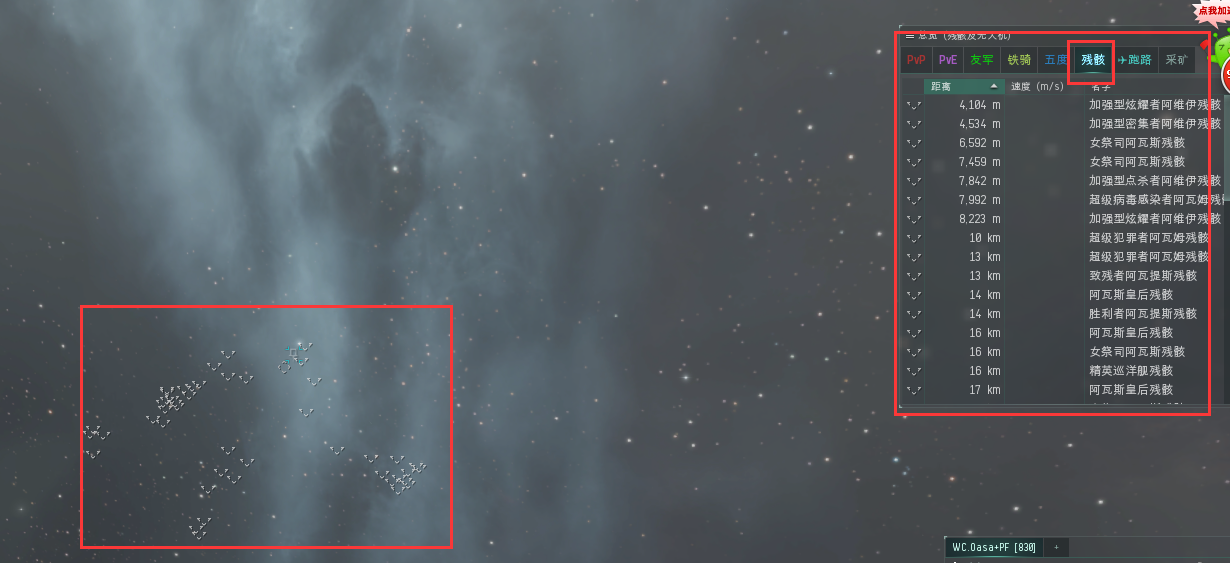 点我加
总览（残骸及无人机）
PvP PvE 友军 铁骑 五度 残骸 跑路 采矿
距离 速度 (m/s) 名字
4,104 m 加强型炫耀者阿维伊残骸
4,534 m 加强型密集者阿维伊残骸
6,592 m 女祭司阿瓦斯残骸
7,459 m 女祭司阿瓦斯残骸
7,842 m 加强型点杀者阿维伊残骸
7,992 m 超级病毒感染者阿瓦姆残
8,223 m 加强型炫耀者阿维伊残骸
10 km 超级犯罪者阿瓦姆残骸
13 km 超级犯罪者阿瓦姆残骸
13 km 致残者阿瓦提斯残骸
14 km 阿瓦斯皇后残骸
14 km 胜利者阿瓦提斯残骸
16 km 阿瓦斯皇后残骸
16 km 女祭司阿瓦斯残骸
16 km 精英巡洋舰残骸
17 km 阿瓦斯皇后残骸
WC.Oasa+PF [830] +